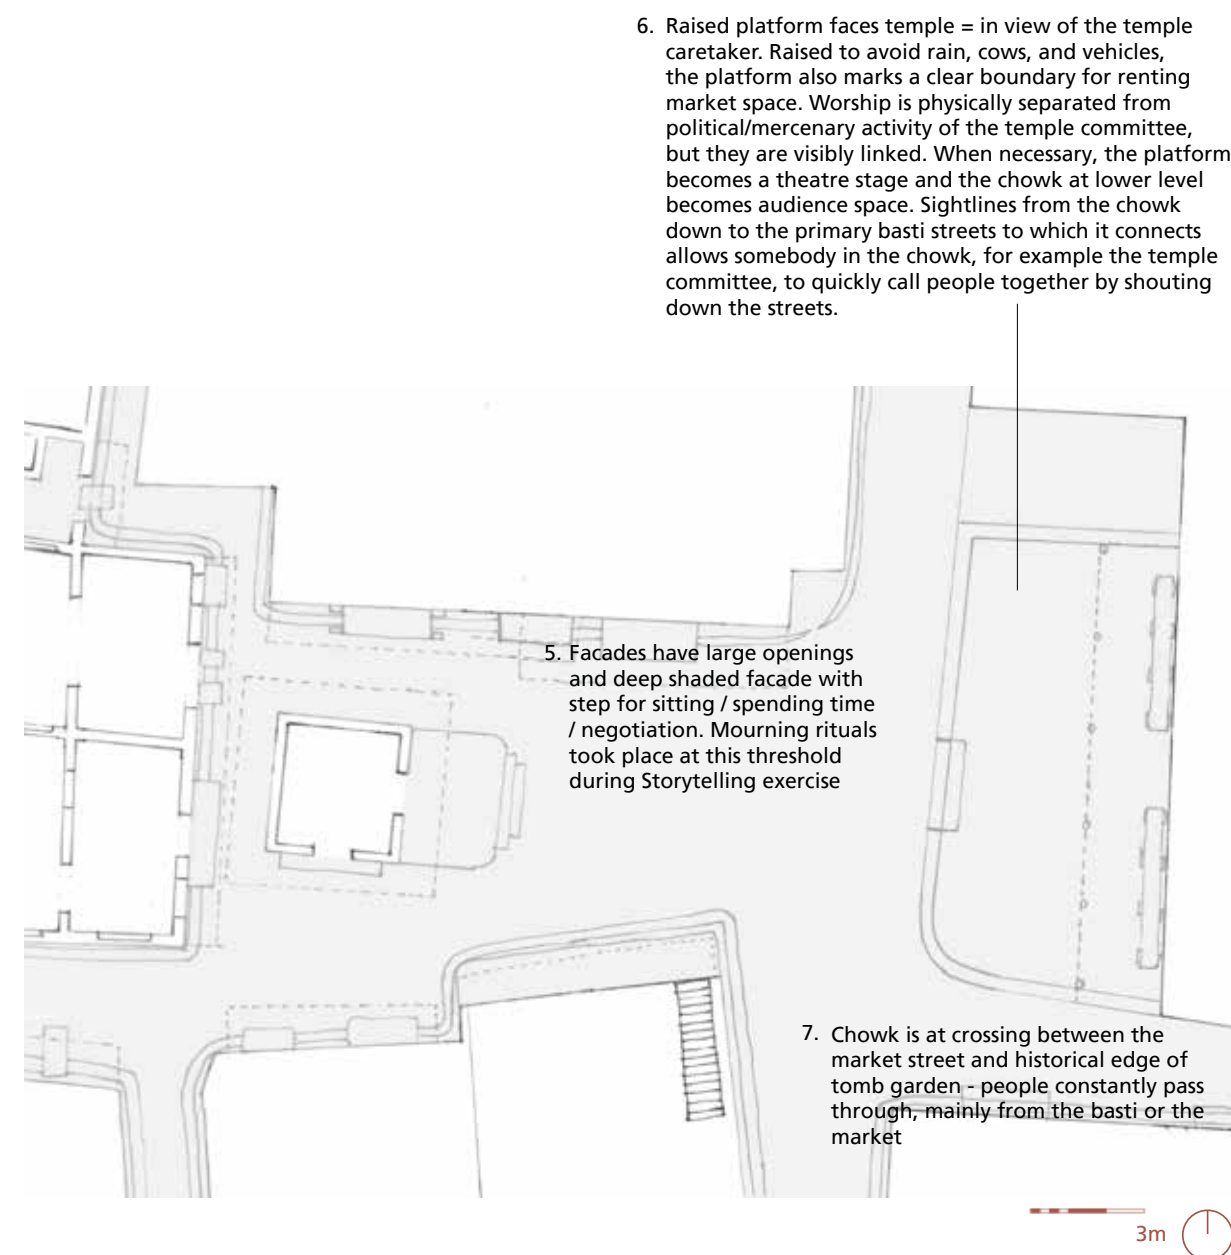 6. Raised platform faces temple = in view of the temple
caretaker. Raised to avoid rain, cows, and vehicles,
the platform also marks a clear boundary for renting
market space. Worship is physically separated from
political/mercenary activity of the temple committee,
but they are visibly linked. When necessary, the platform
becomes a theatre stage and the chowk at lower level
becomes audience space. Sightlines from the chowk
down to the primary basti streets to which it connects
allows somebody in the chowk, for example the temple
committee, to quickly call people together by shouting
down the streets.
5. Facades have large openings
and deep shaded facade with
step for sitting / spending time
/ negotiation. Mourning rituals
took place at this threshold
during Storytelling exercise
7. Chowk is at crossing between the
market street and historical edge of
tomb garden - people constantly pass
through, mainly from the basti or the
market
3m